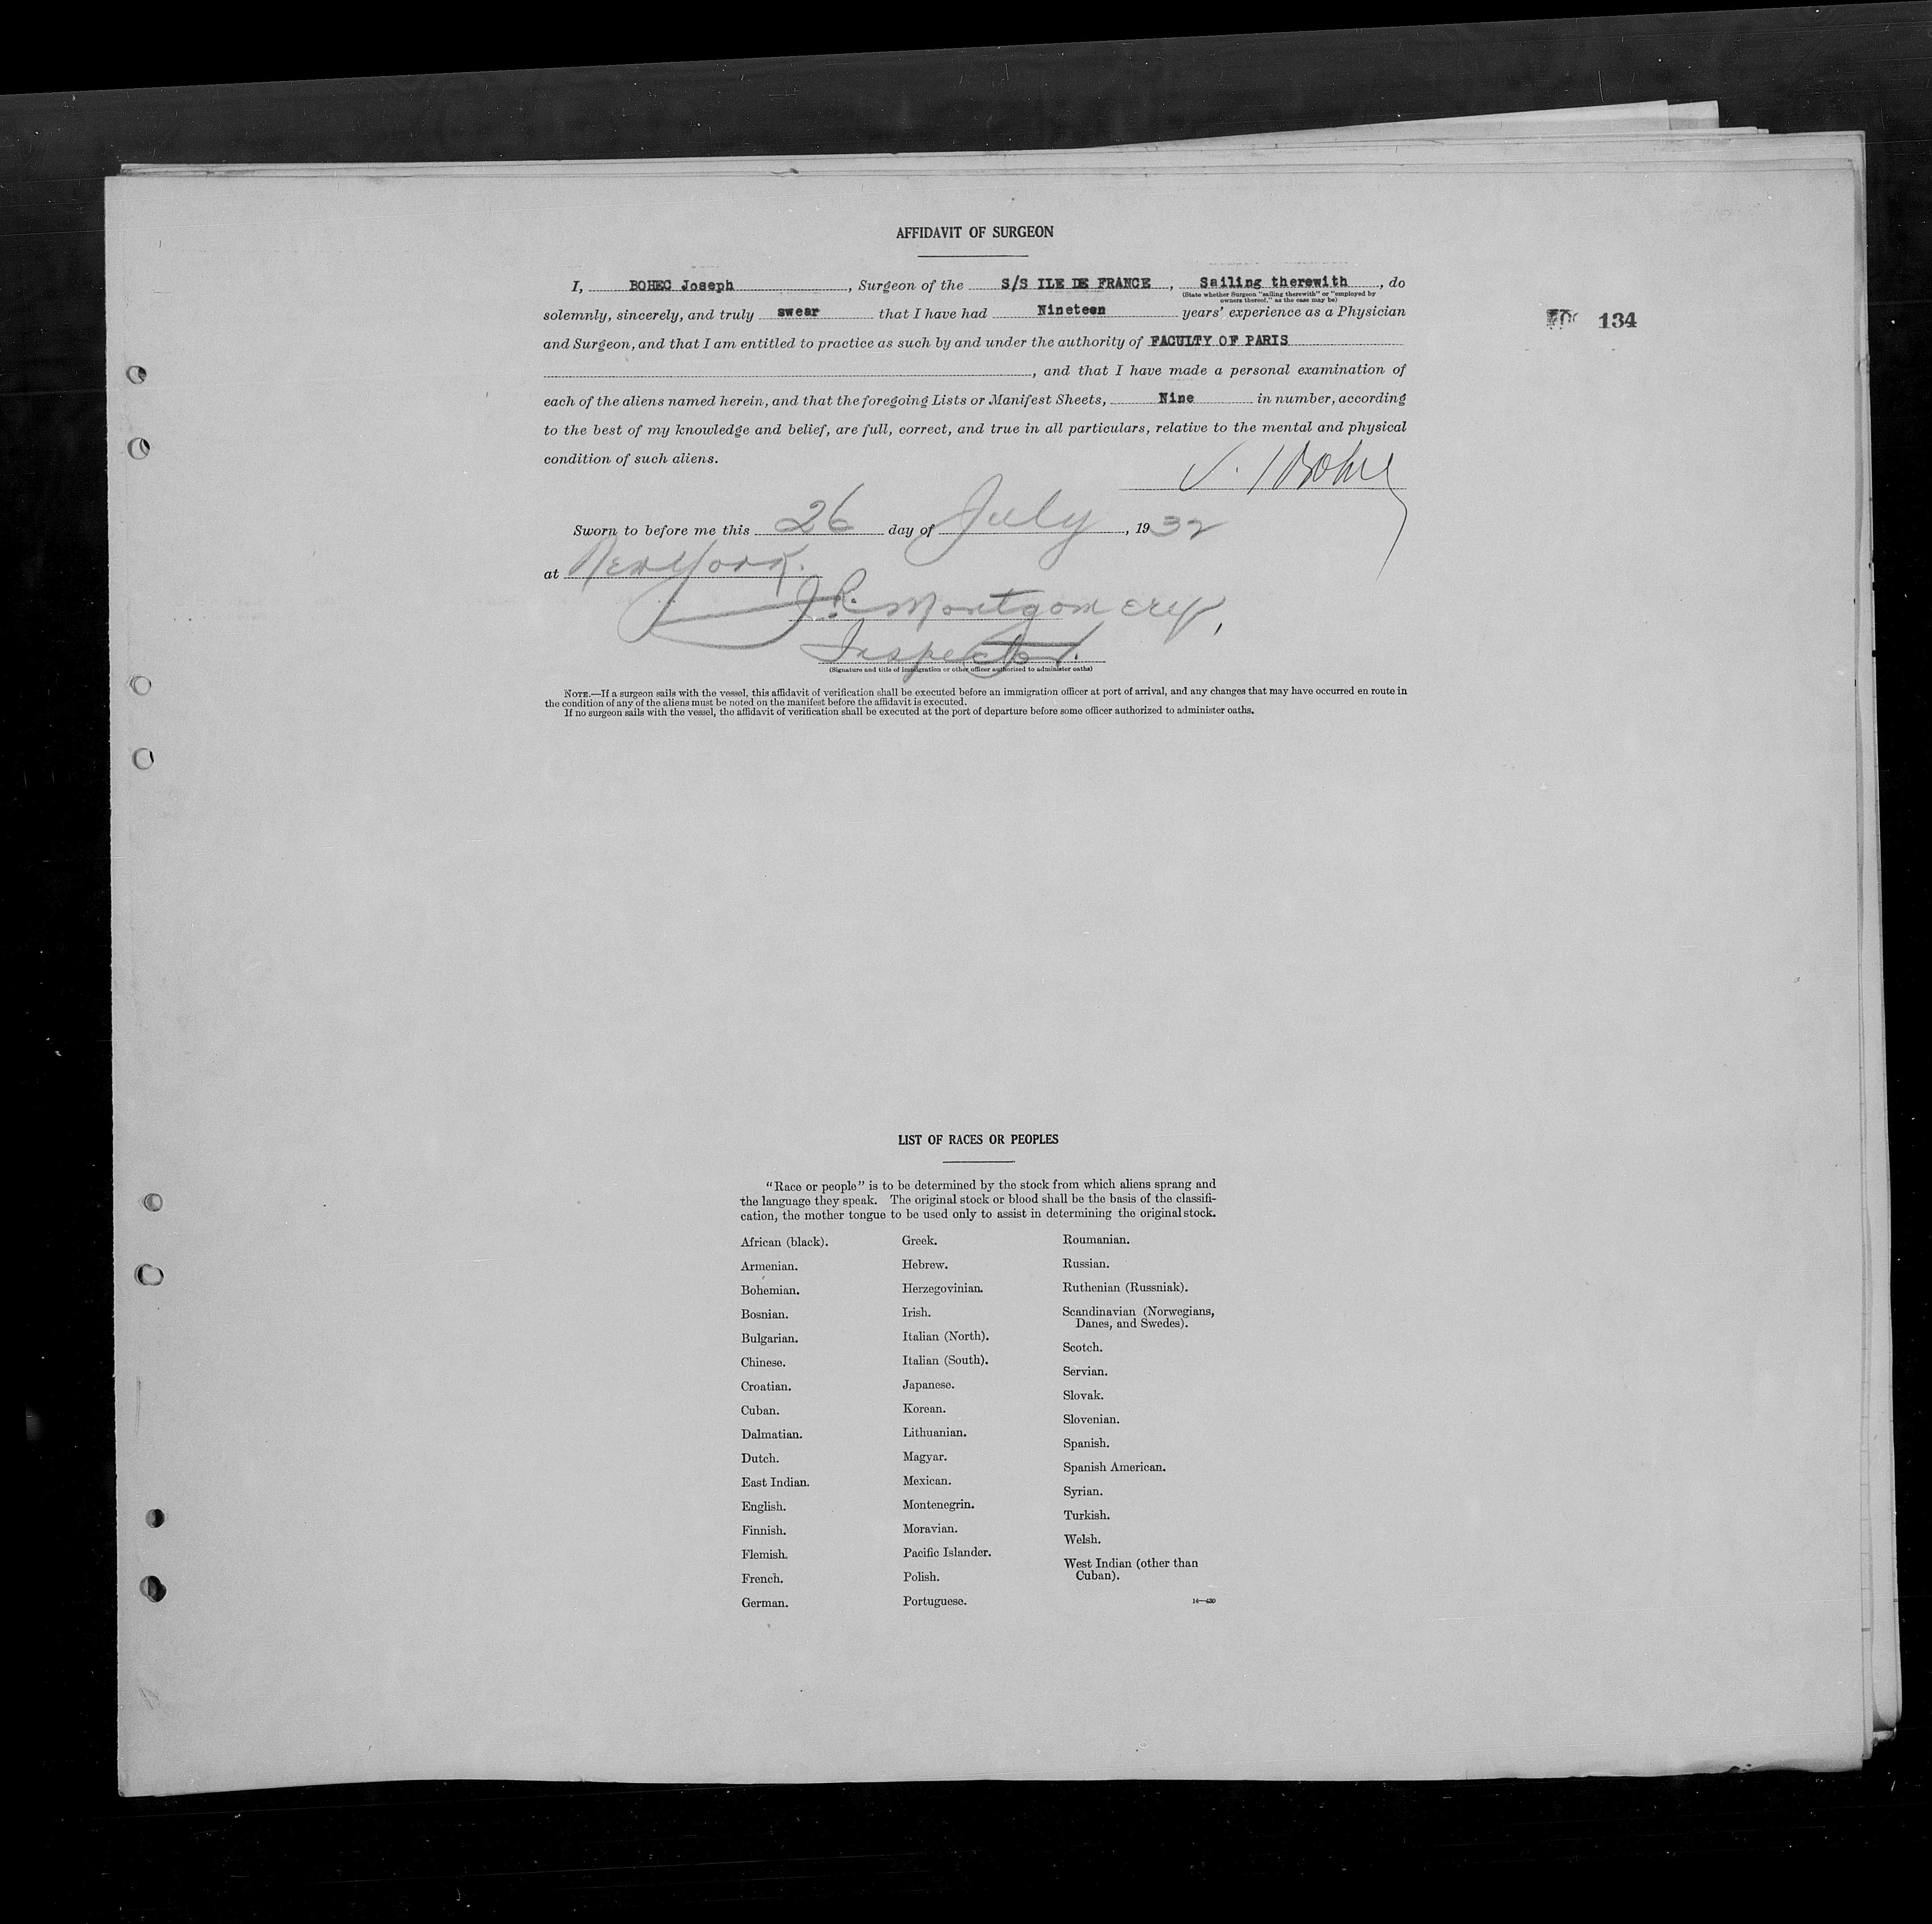 AFFIDAVIT OF SURGEON
I, BOHEC Joseph, Surgeon of the S/S ILE DE FRANCE, Sailing therewith, do
(State whether Surgeon "sailing therewith" or "employed by
owners thereof," as the case may be)
solemnly, sincerely, and truly swear that I have had Nineteen years' experience as a Physician
134
and Surgeon, and that I am entitled to practice as such by and under the authority of FACULTY OF PARIS
, and that I have made a personal examination of
each of the aliens named herein, and that the foregoing Lists or Manifest Sheets, Nine in number, according
to the best of my knowledge and belief, are full, correct, and true in all particulars, relative to the mental and physical
condition of such aliens.
Sworn to before me this 26 day of July, 1932
at New York.
J.R. Montgomery,
Inspector.
(Signature and title of immigration or other officer authorized to administer oaths)
NOTE.—If a surgeon sails with the vessel, this affidavit of verification shall be executed before an immigration officer at port of arrival, and any changes that may have occurred en route in
the condition of any of the aliens must be noted on the manifest before the affidavit is executed.
If no surgeon sails with the vessel, the affidavit of verification shall be executed at the port of departure before some officer authorized to administer oaths.
LIST OF RACES OR PEOPLES
"Race or people" is to be determined by the stock from which aliens sprang and
the language they speak. The original stock or blood shall be the basis of the classifi-
cation, the mother tongue to be used only to assist in determining the original stock.
African (black).
Armenian.
Bohemian.
Bosnian.
Bulgarian.
Chinese.
Croatian.
Cuban.
Dalmatian.
Dutch.
East Indian.
English.
Finnish.
Flemish.
French.
German.
Greek.
Hebrew.
Herzegovinian.
Irish.
Italian (North).
Italian (South).
Japanese.
Korean.
Lithuanian.
Magyar.
Mexican.
Montenegrin.
Moravian.
Pacific Islander.
Polish.
Portuguese.
Roumanian.
Russian.
Ruthenian (Russniak).
Scandinavian (Norwegians,
Danes, and Swedes).
Scotch.
Servian.
Slovak.
Slovenian.
Spanish.
Spanish American.
Syrian.
Turkish.
Welsh.
West Indian (other than
Cuban).
14—430